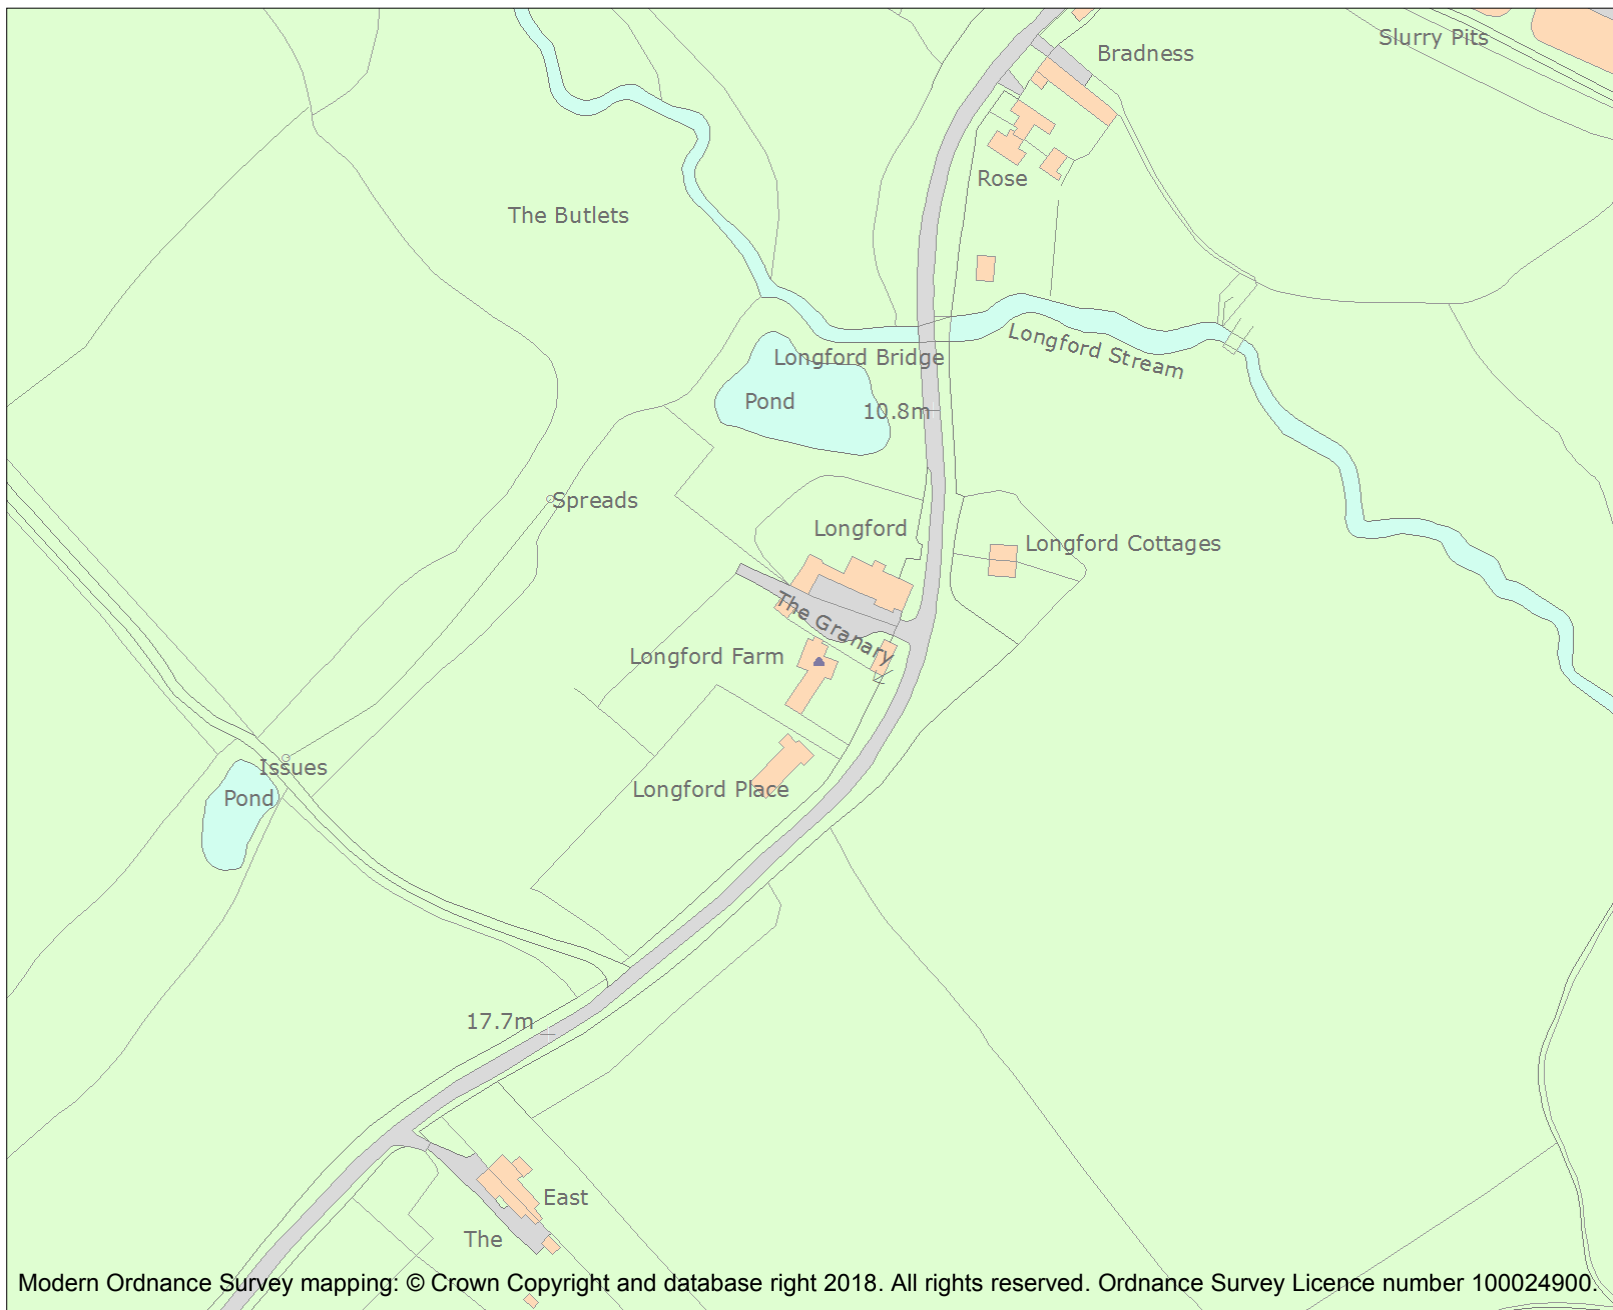 Slurry Pits
Bradness
Rose
The Butlets
Longford Stream
Longford Bridge
Pond
10.8m
Spreads
Longford
Longford Cottages
The Granary
Longford Farm
Issues
Pond
Longford Place
17.7m
East
The
Modern Ordnance Survey mapping: © Crown Copyright and database right 2018. All rights reserved. Ordnance Survey Licence number 100024900.